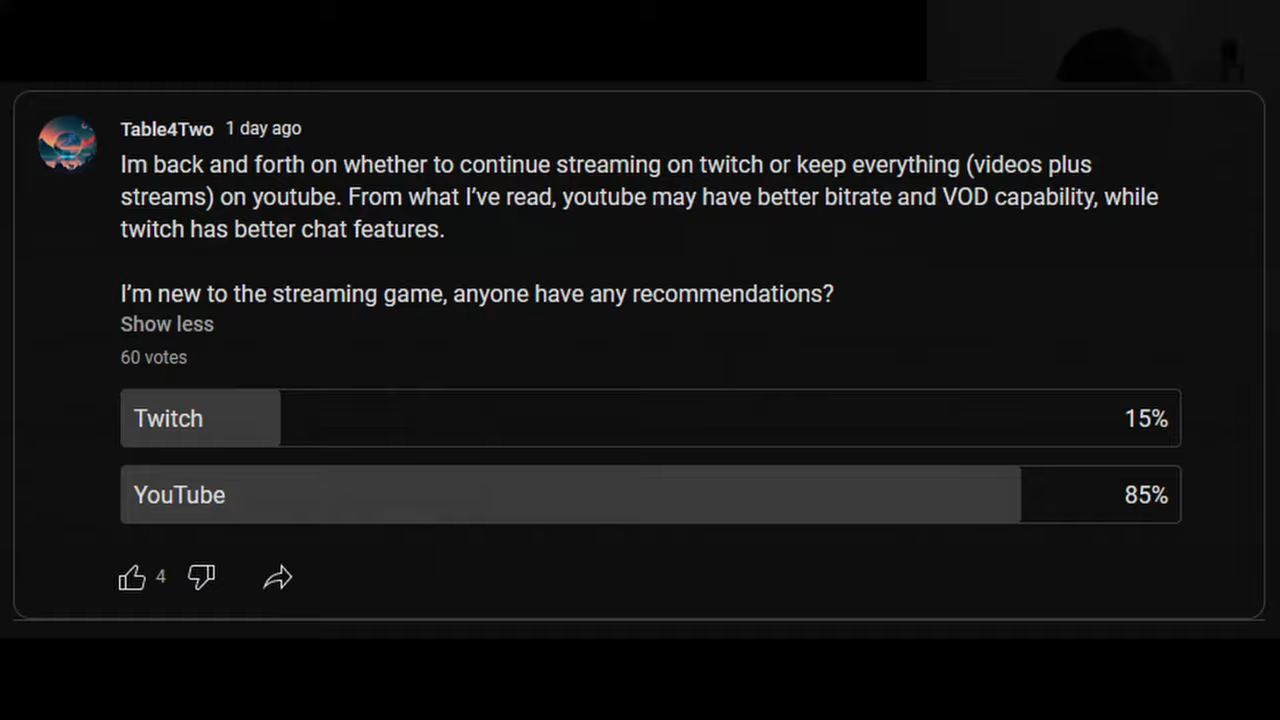 Table4Two 1 day ago
Im back and forth on whether to continue streaming on twitch or keep everything (videos plus
streams) on youtube. From what I’ve read, youtube may have better bitrate and VOD capability, while
twitch has better chat features.
I’m new to the streaming game, anyone have any recommendations?
Show less
60 votes
Twitch 15%
YouTube 85%
4